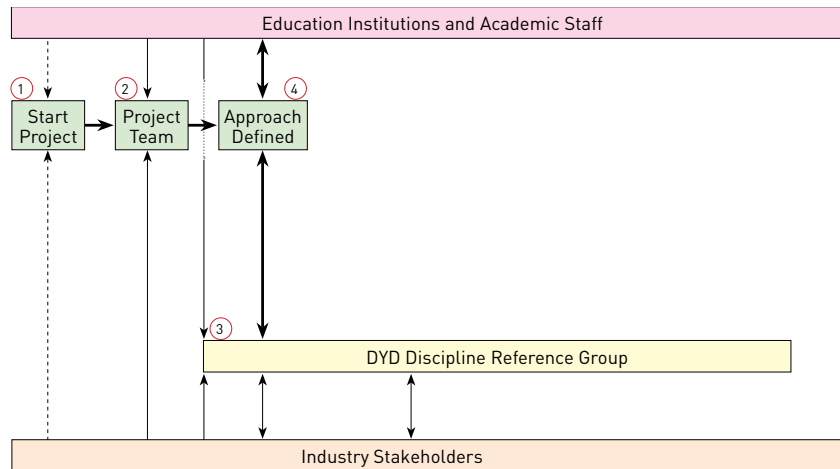 Education Institutions and Academic Staff
1
2
4
Start
Project
Project
Team
Approach
Defined
3
DYD Discipline Reference Group
Industry Stakeholders